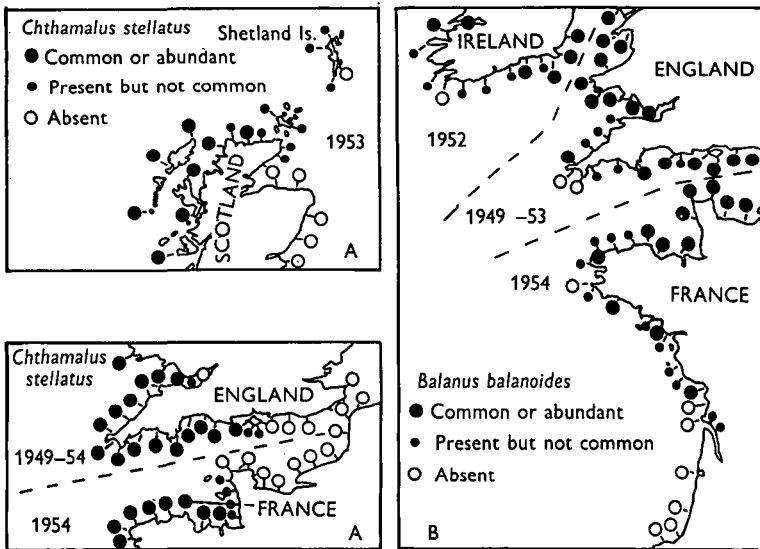 Chthamalus stellatus
Common or abundant
Present but not common
Absent
Shetland Is.
1953
SCOTLAND
A
Chthamalus
stellatus
ENGLAND
1949–54
1954
FRANCE
A
IRELAND
ENGLAND
1952
1949 –53
1954
FRANCE
Balanus balanoides
Common or abundant
Present but not common
Absent
B